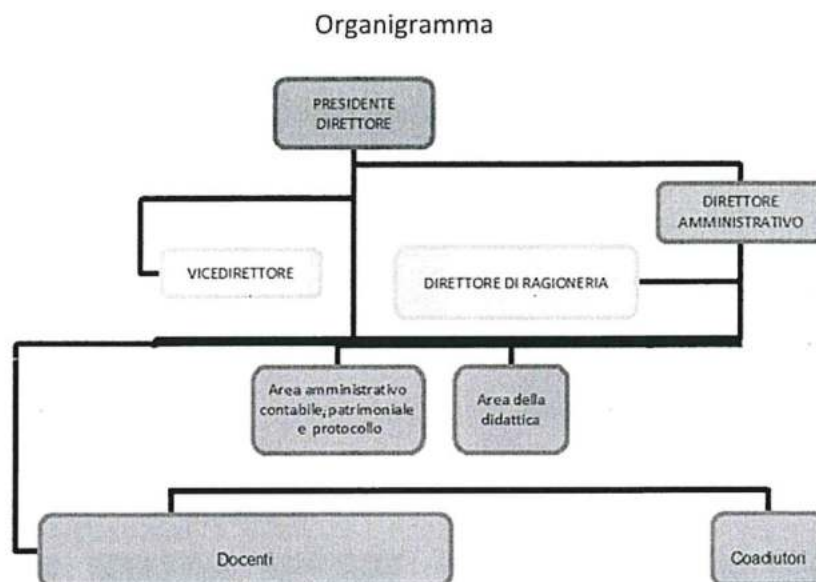 Organigramma
PRESIDENTE
DIRETTORE
DIRETTORE
AMMINISTRATIVO
VICEDIRETTORE
DIRETTORE DI RAGIONERIA
Area amministrativo
contabile, patrimoniale
e protocollo
Area della
didattica
Docenti
Coadiutori